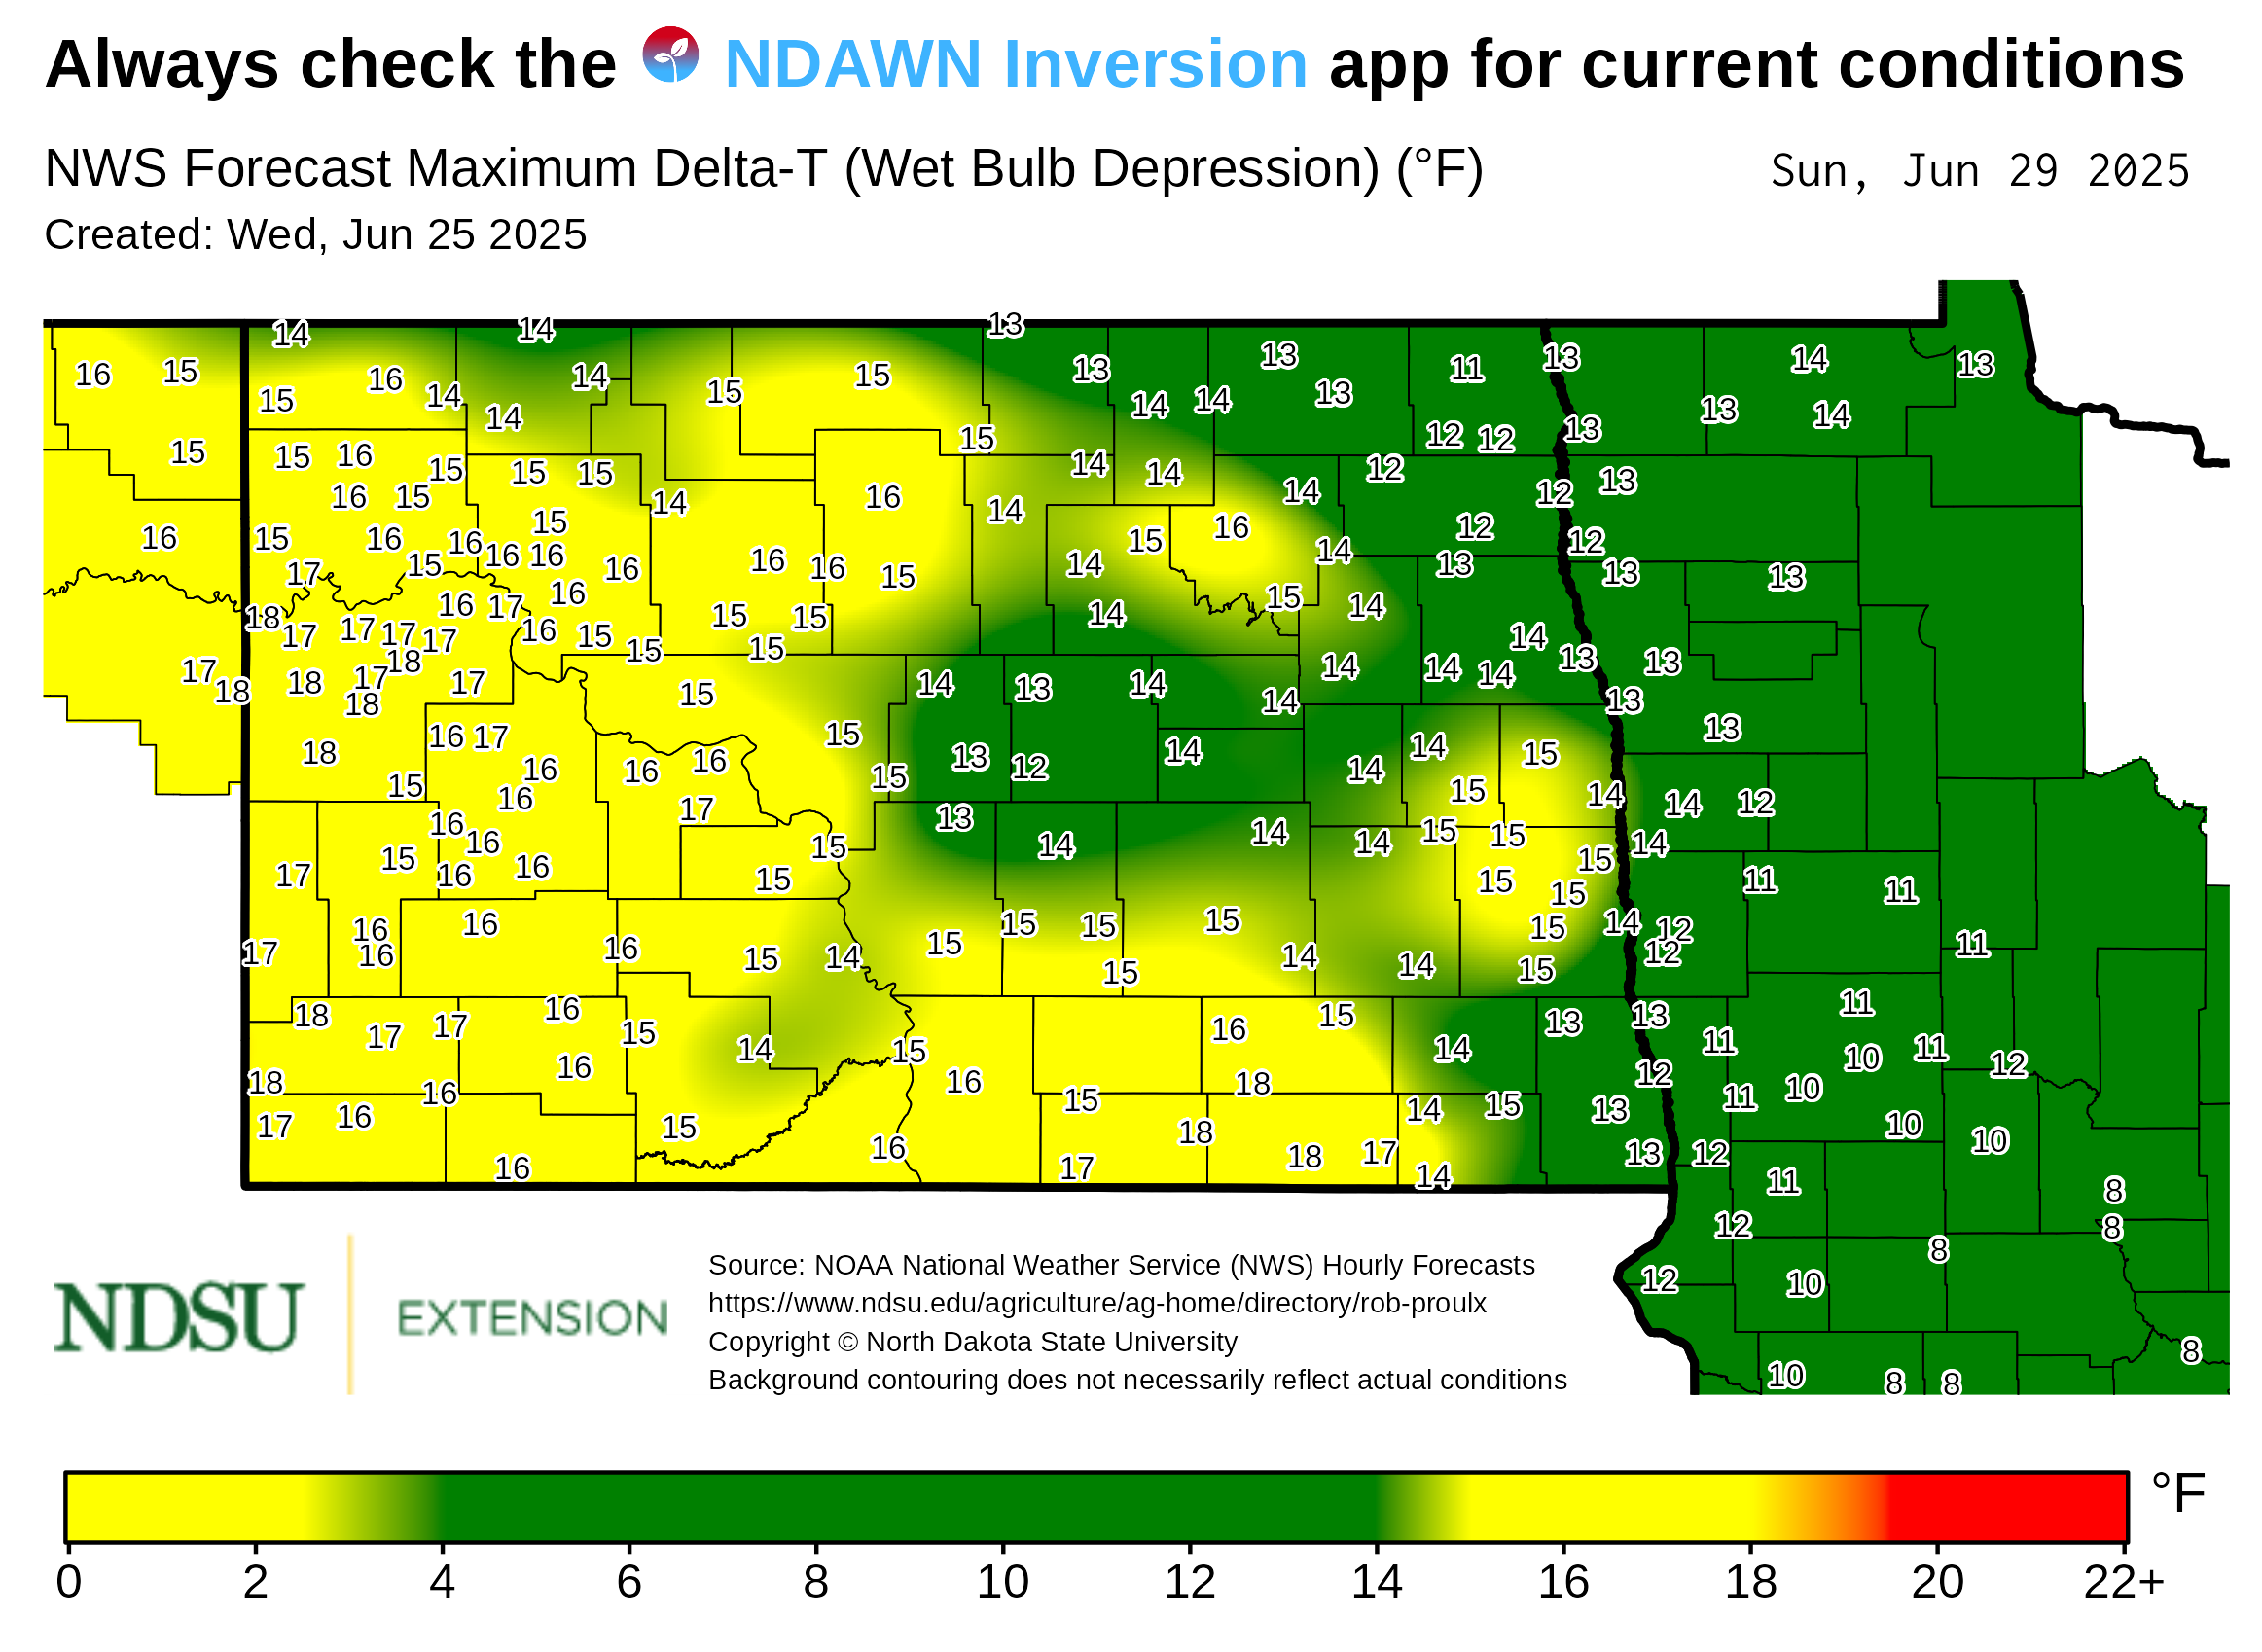 Always check the NDAWN Inversion app for current conditions
NWS Forecast Maximum Delta-T (Wet Bulb Depression) (°F) Sun, Jun 29 2025
Created: Wed, Jun 25 2025
14 14 13
16 15 16 14 14 15 15 13 13 11 13 14 13
15 14 14 14 13 13 14
15 15 16 15 15 15 15 14 14 12 12 13
16 15 14 16 14 14 12 12 13
16 15 16 16 15 16 16 15 16 14 12 12
17 15 16 16 16 15 14 14 13 13 13
18 17 16 17 16 15 15 15 14 14
17 17 17 16 15 15 15 14 13 13
17 18 18 17 18 18 17 15 14 13 14 14 14 14 14 13
18 16 17 15 13 14 14 15 13
15 16 16 16 16 15 12 14 15 14
16 17 13 14 14 12
16 16 15 14 14 14 15 15 14
17 15 16 16 15 15 15 15 11 11
16 16 15 15 15 15 14 12
17 16 16 15 14 15 15 14 14 15 12 11
18 17 17 16 15 16 15 13 13 11
18 16 16 14 15 16 18 14 12 11 10 11 12
17 16 15 15 14 15 13 11 10
16 16 17 18 18 17 14 13 12 10 10
11 8
12 8
8
12 10
8
10 8 8
NDSU EXTENSION
Source: NOAA National Weather Service (NWS) Hourly Forecasts
https://www.ndsu.edu/agriculture/ag-home/directory/rob-proulx
Copyright © North Dakota State University
Background contouring does not necessarily reflect actual conditions
°F
0 2 4 6 8 10 12 14 16 18 20 22+